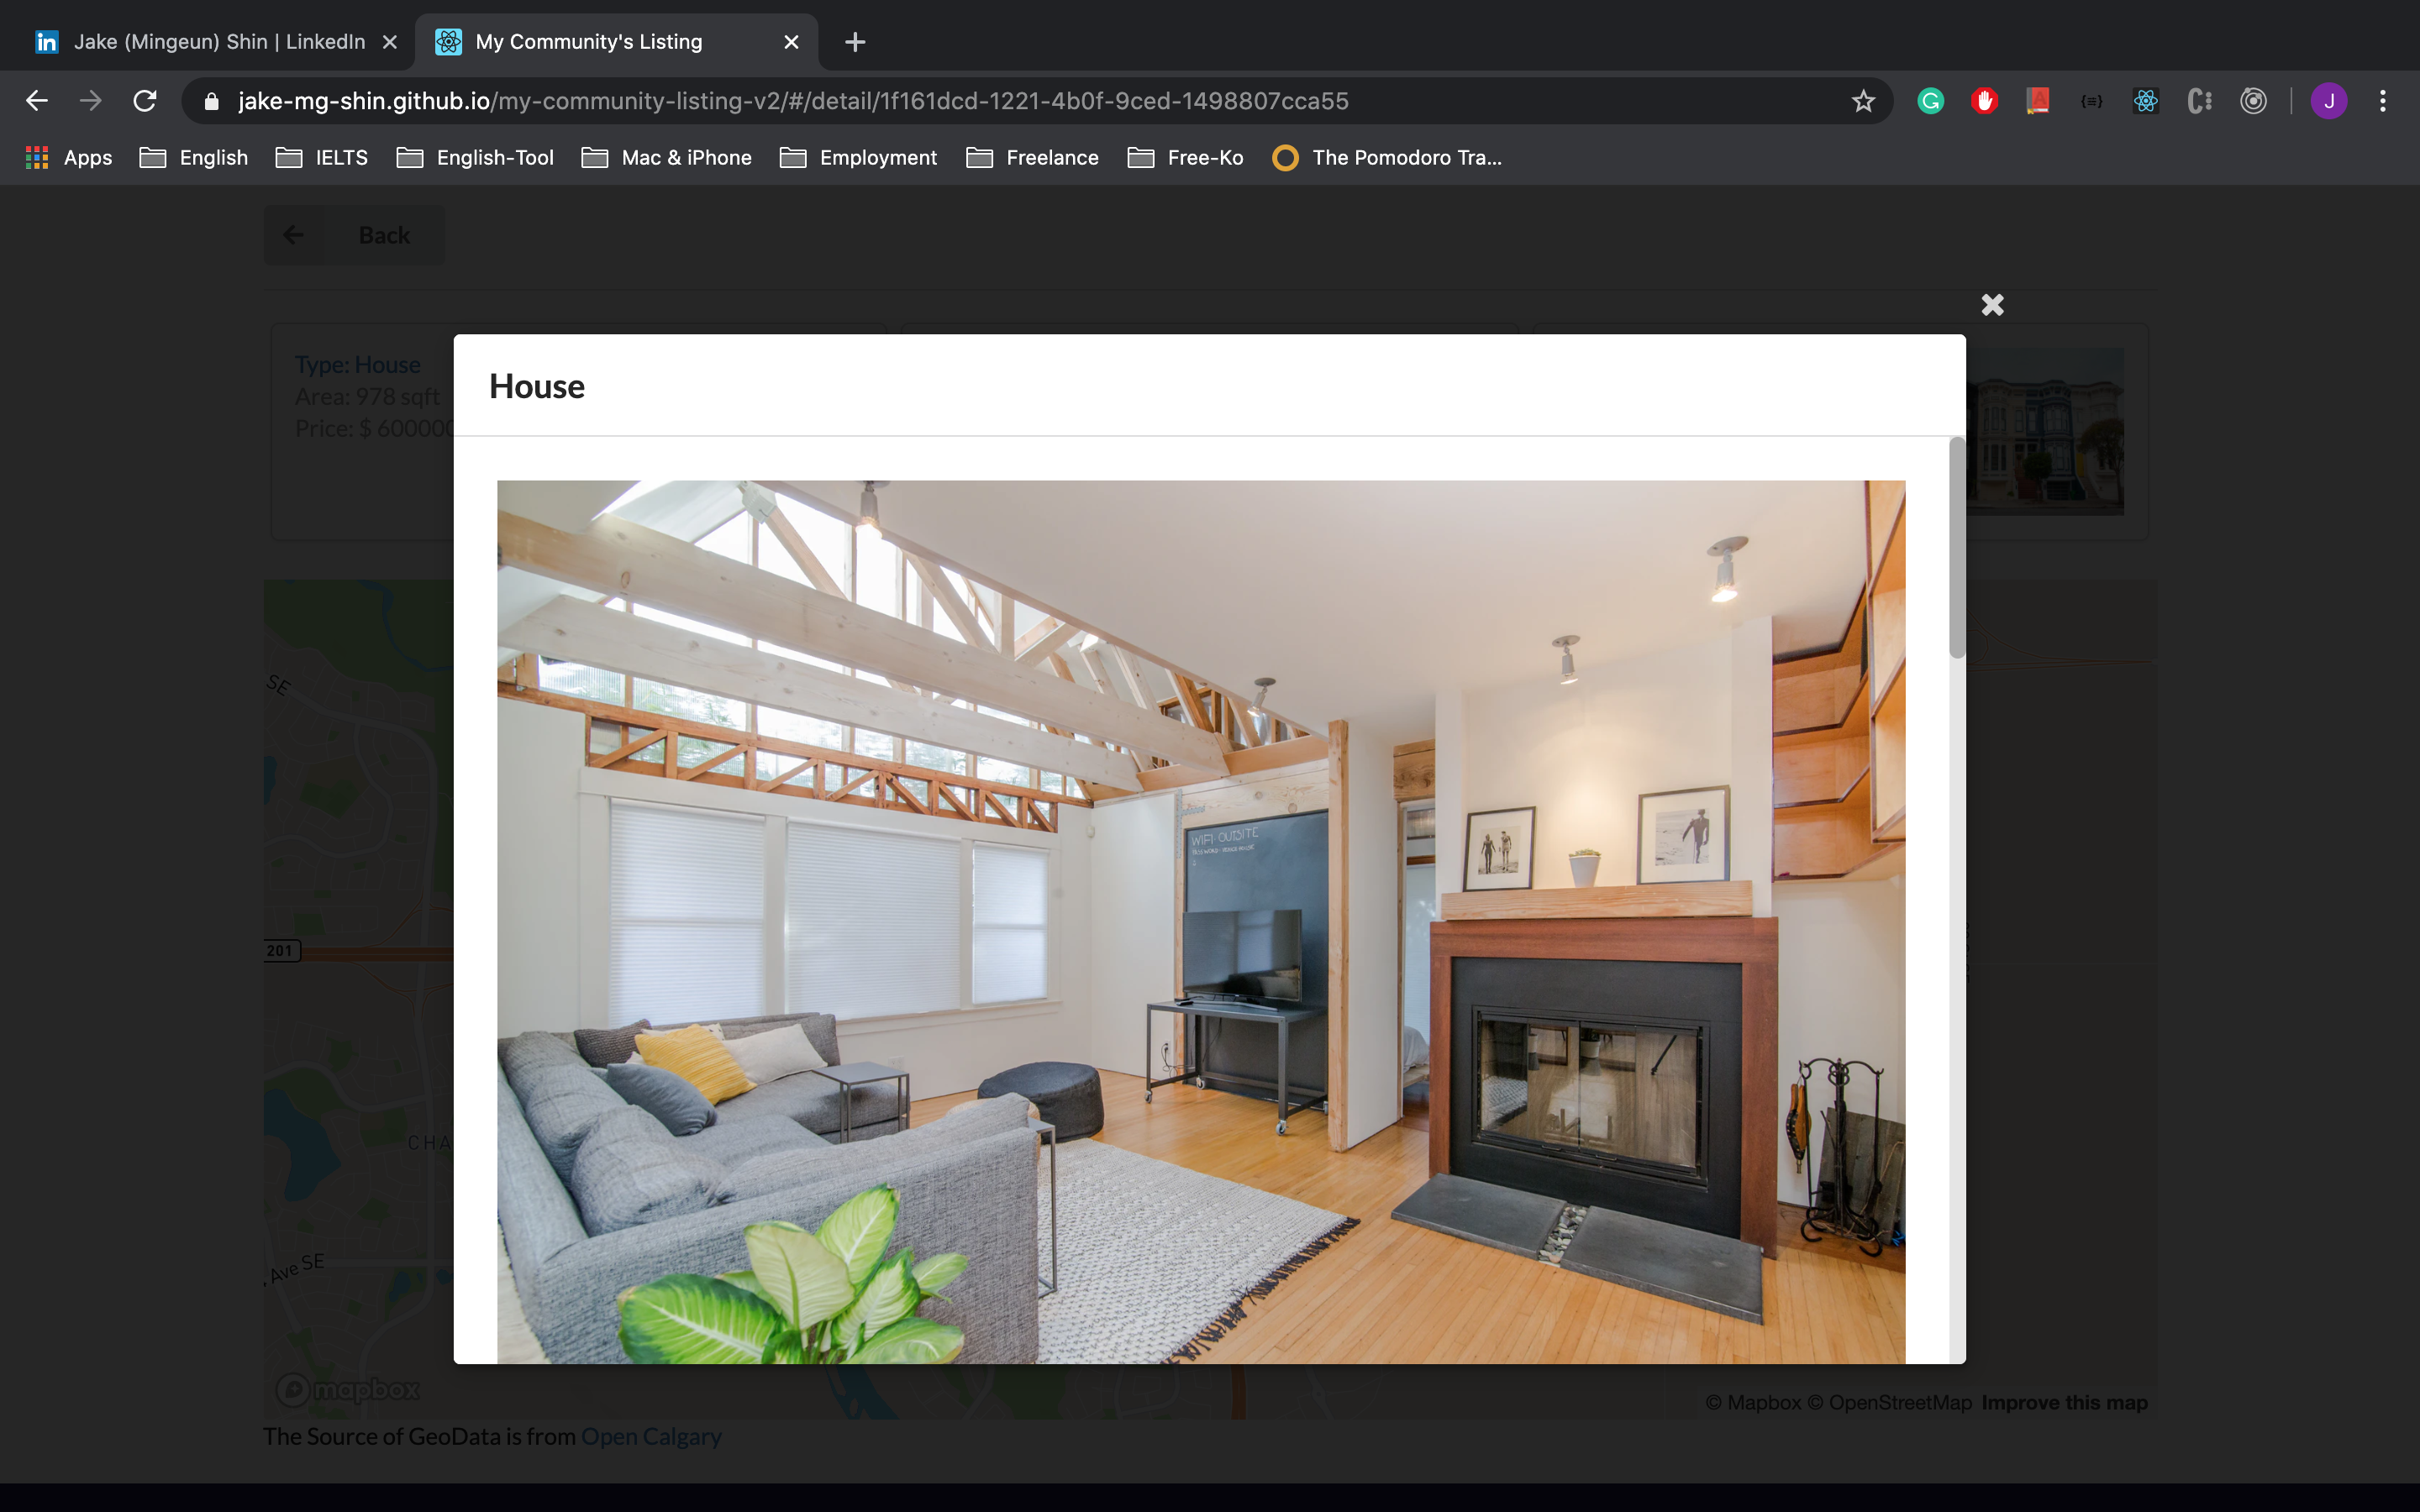 Jake (Mingeun) Shin | LinkedIn
My Community's Listing
jake-mg-shin.github.io/my-community-listing-v2/#/detail/1f161dcd-1221-4b0f-9ced-1498807cca55
J
Apps English IELTS English-Tool Mac & iPhone Employment Freelance Free-Ko The Pomodoro Tra...
Back
Type: House
Area: 978 sqft
Price: $ 600000
House
WIFI-OUTSITE
SE
201
CHA
Ave SE
mapbox
© Mapbox © OpenStreetMap Improve this map
The Source of GeoData is from Open Calgary